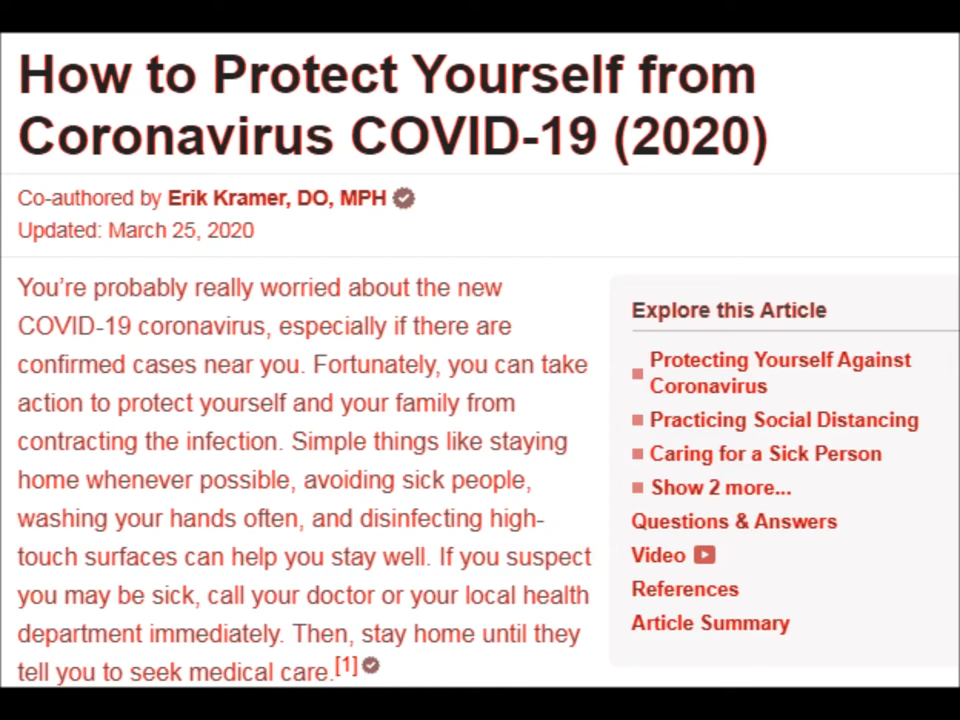 How to Protect Yourself from
Coronavirus COVID-19 (2020)
Co-authored by Erik Kramer, DO, MPH
Updated: March 25, 2020
You’re probably really worried about the new
COVID-19 coronavirus, especially if there are
confirmed cases near you. Fortunately, you can take
action to protect yourself and your family from
contracting the infection. Simple things like staying
home whenever possible, avoiding sick people,
washing your hands often, and disinfecting high-
touch surfaces can help you stay well. If you suspect
you may be sick, call your doctor or your local health
department immediately. Then, stay home until they
tell you to seek medical care.[1]
Explore this Article
Protecting Yourself Against
Coronavirus
Practicing Social Distancing
Caring for a Sick Person
Show 2 more...
Questions & Answers
Video
References
Article Summary